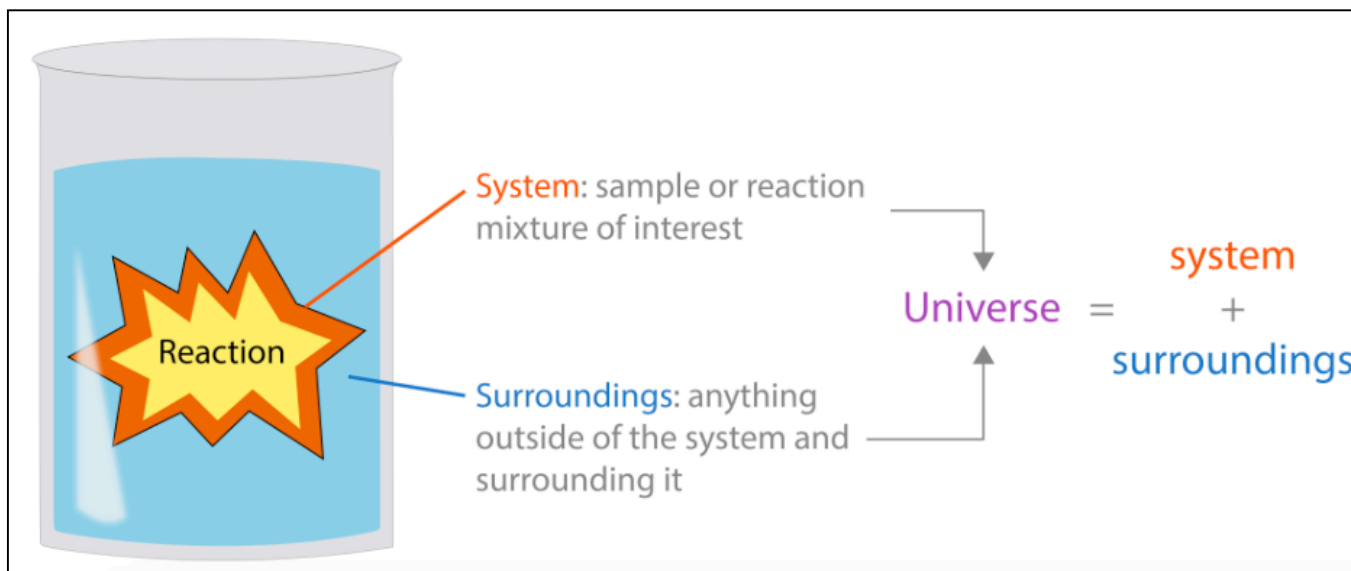 Reaction
System: sample or reaction
mixture of interest
Surroundings: anything
outside of the system and
surrounding it
Universe = system
+
surroundings